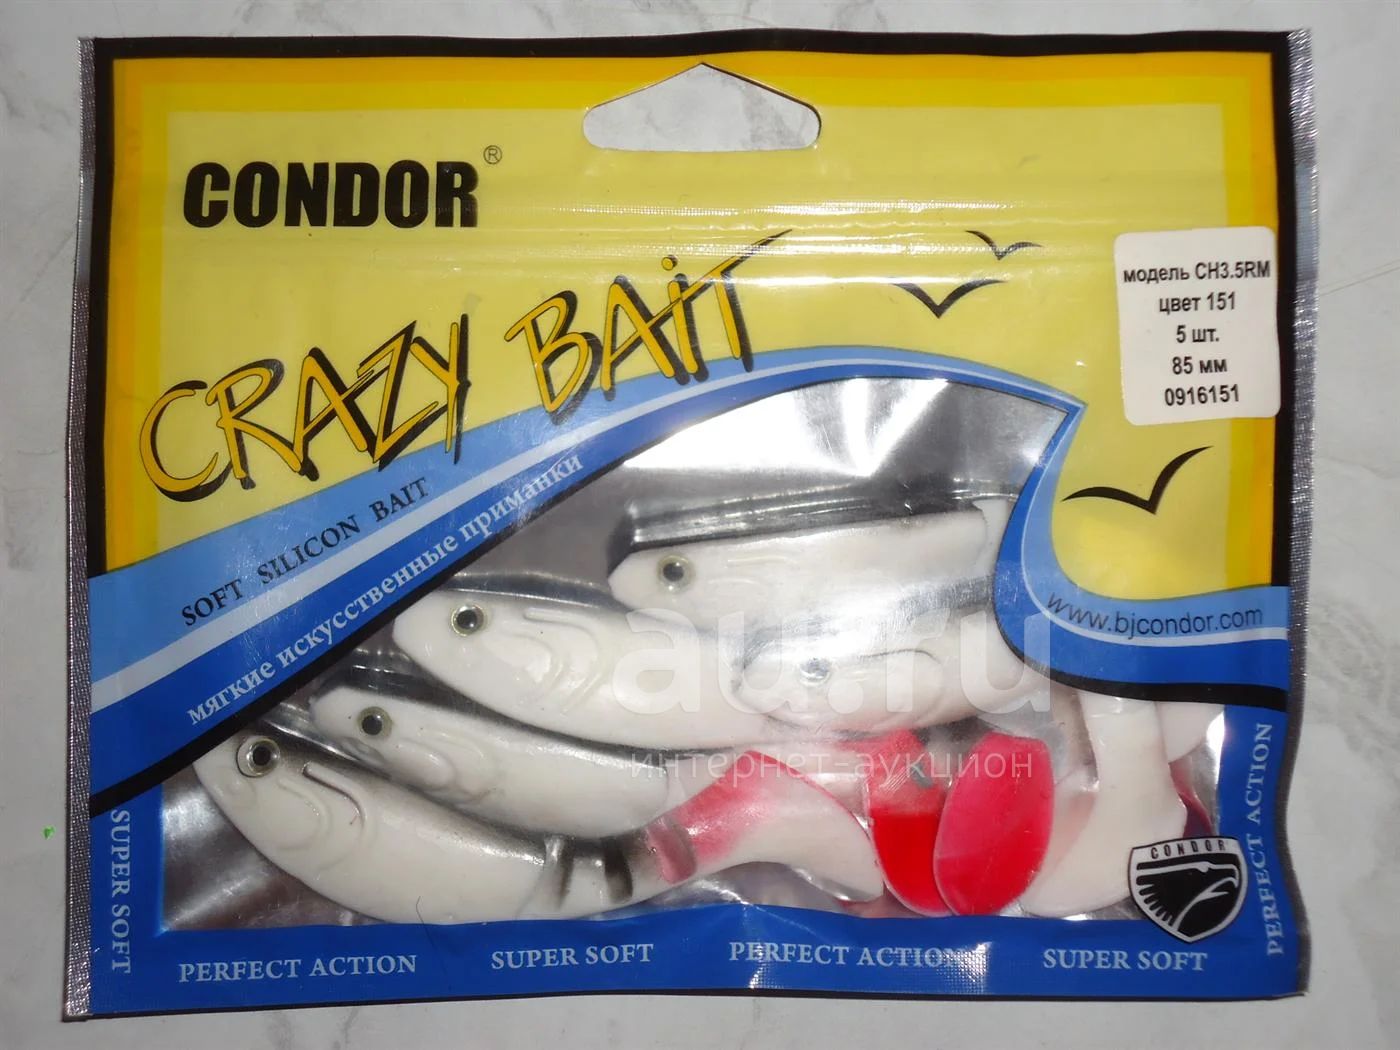 CONDOR®
CRAZY BAiT
SOFT SILICON BAIT
мягкие искусственные приманки
модель CH3.5RM
цвет 151
5 шт.
85 мм
0916151
www.bjcondor.com
au.ru
интернет-аукцион
CONDOR
SUPER SOFT
PERFECT ACTION
SUPER SOFT
PERFECT ACTION
SUPER SOFT
PERFECT ACTION